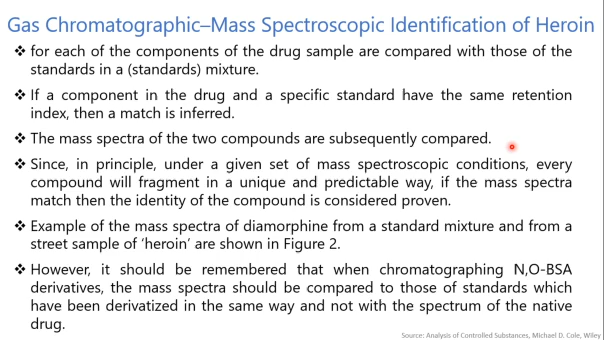 Gas Chromatographic–Mass Spectroscopic Identification of Heroin
❖ for each of the components of the drug sample are compared with those of the
standards in a (standards) mixture.
❖ If a component in the drug and a specific standard have the same retention
index, then a match is inferred.
❖ The mass spectra of the two compounds are subsequently compared.
❖ Since, in principle, under a given set of mass spectroscopic conditions, every
compound will fragment in a unique and predictable way, if the mass spectra
match then the identity of the compound is considered proven.
❖ Example of the mass spectra of diamorphine from a standard mixture and from a
street sample of ‘heroin’ are shown in Figure 2.
❖ However, it should be remembered that when chromatographing N,O-BSA
derivatives, the mass spectra should be compared to those of standards which
have been derivatized in the same way and not with the spectrum of the native
drug.
Source: Analysis of Controlled Substances, Michael D. Cole, Wiley